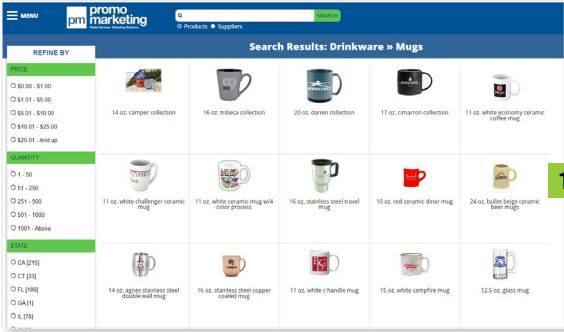 MENU
pm promo marketing
SEARCH
Products Suppliers
Search Results: Drinkware » Mugs
REFINE BY
PRICE
$0.00 - $1.00
$1.01 - $5.00
$5.01 - $10.00
$10.01 - $25.00
$25.01 - And up
QUANTITY
1 - 50
51 - 250
251 - 500
501 - 1000
1001 - Above
STATE
CA [215]
CT [33]
FL [186]
GA [1]
IL [78]
14 oz. camper collection
16 oz. tribeca collection
20 oz. darien collection
17 oz. cimarron collection
11 oz. white economy ceramic
coffee mug
11 oz. white challenger ceramic
mug
11 oz. white ceramic mug w/4
color process
16 oz. stainless steel travel
mug
10 oz. red ceramic diner mug
24 oz. bullet beige ceramic
beer mugs
1
14 oz. agnes stainless steel
double wall mug
16 oz. stainless steel copper
coated mug
11 oz. white c handle mug
15 oz. white campfire mug
12.5 oz. glass mug